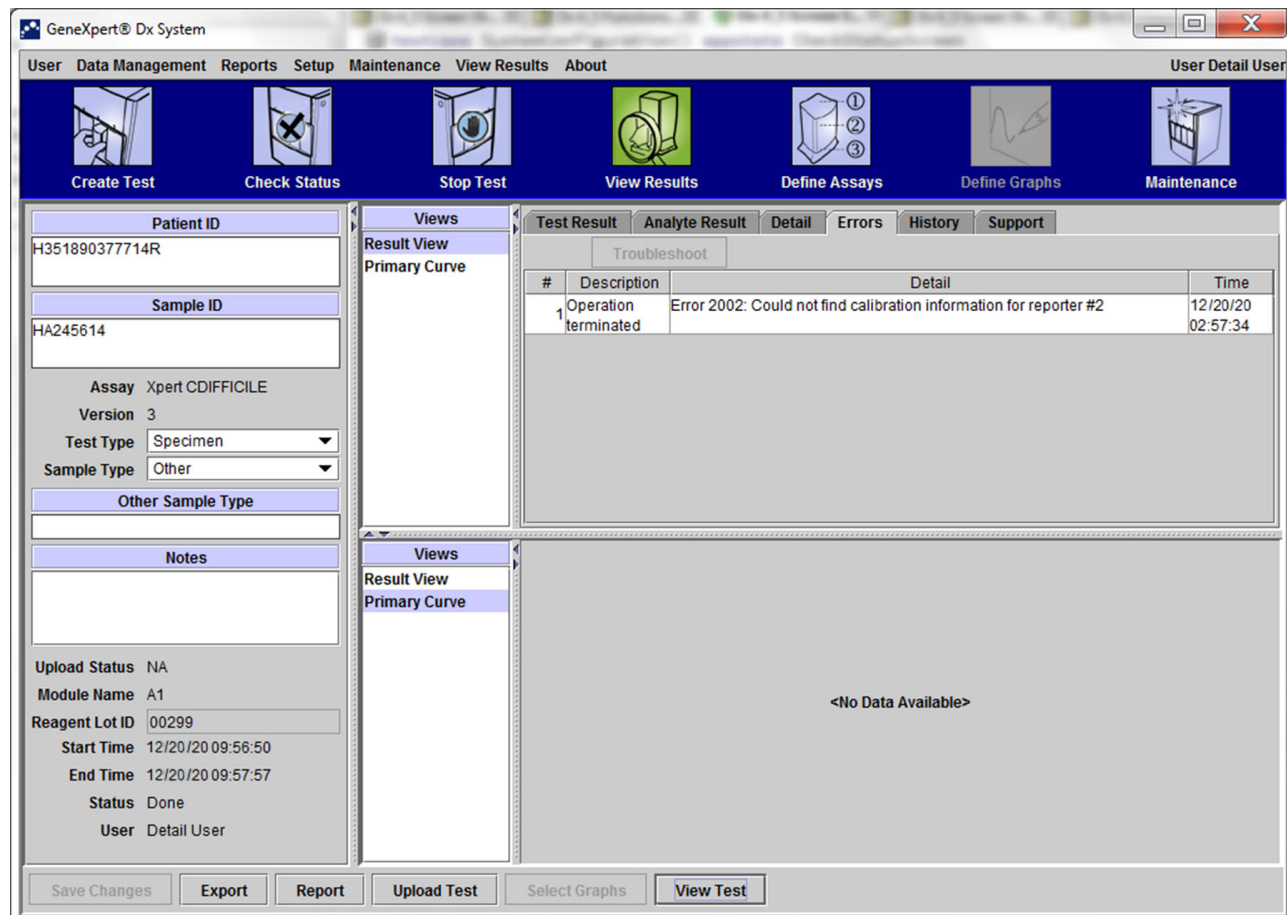 GeneXpert® Dx System
User Data Management Reports Setup Maintenance View Results About User Detail User
Create Test Check Status Stop Test View Results Define Assays Define Graphs Maintenance
Patient ID
H351890377714R
Sample ID
HA245614
Assay Xpert CDIFFICILE
Version 3
Test Type Specimen
Sample Type Other
Other Sample Type
Notes
Upload Status NA
Module Name A1
Reagent Lot ID 00299
Start Time 12/20/20 09:56:50
End Time 12/20/20 09:57:57
Status Done
User Detail User
Views
Result View
Primary Curve
Test Result Analyte Result Detail Errors History Support
Troubleshoot
# Description Detail Time
1 Operation terminated Error 2002: Could not find calibration information for reporter #2 12/20/20 02:57:34
Views
Result View
Primary Curve
<No Data Available>
Save Changes Export Report Upload Test Select Graphs View Test